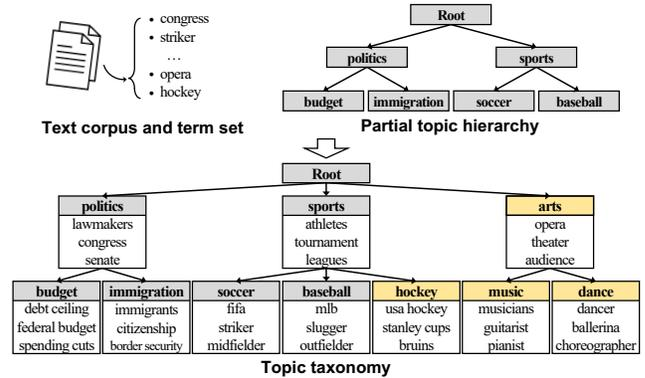 • congress
• striker
...
• opera
• hockey
Text corpus and term set
Root
politics sports
budget immigration soccer baseball
Partial topic hierarchy
Root
politics sports arts
lawmakers athletes opera
congress tournament theater
senate leagues audience
budget immigration soccer baseball hockey music dance
debt ceiling immigrants fifa mlb usa hockey musicians dancer
federal budget citizenship striker slugger stanley cups guitarist ballerina
spending cuts border security midfielder outfielder bruins pianist choreographer
Topic taxonomy